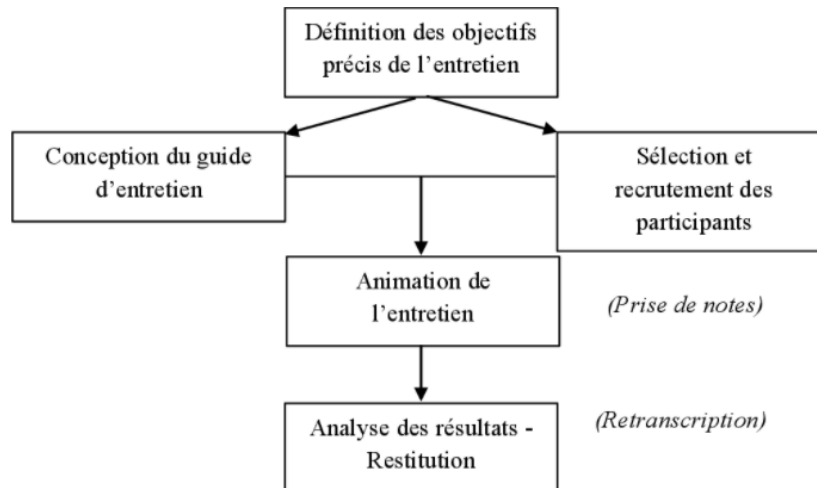 Définition des objectifs
précis de l’entretien
Conception du guide
d’entretien
Sélection et
recrutement des
participants
Animation de
l’entretien
(Prise de notes)
Analyse des résultats -
Restitution
(Retranscription)